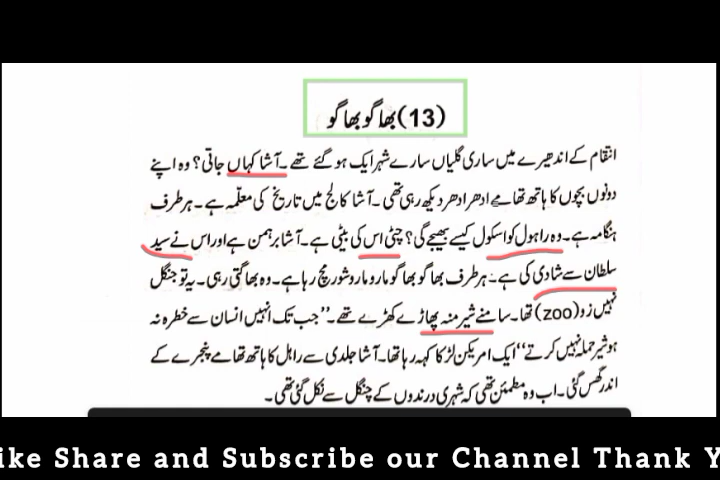 (13) بھاگو بھاگو
انتقام کے اندھیرے میں ساری گلیاں سارے شہر ایک ہو گئے تھے۔ آشا کہاں جاتی؟ وہ اپنے
دونوں بچوں کا ہاتھ تھامے ادھر ادھر دیکھ رہی تھی۔ آشا کالج میں تاریخ کی معلّمہ ہے۔ ہر طرف
ہنگامہ ہے۔ وہ راہول کو اسکول کیسے بھیجے گی؟ چٹی اس کی بیٹی ہے۔ آشا برہمن ہے اور اس نے سید
سلطان سے شادی کی ہے۔ ہر طرف بھاگو بھاگو مارو مارو شور مچ رہا ہے۔ وہ بھاگتی رہی۔ یہ تو جنگل
نہیں زو (zoo) تھا۔ سامنے شیر منہ پھاڑے کھڑے تھے۔ ”جب تک انہیں انسان سے خطرہ نہ
ہو شیر حملہ نہیں کرتے“ ایک امریکن لڑکا کہہ رہا تھا۔ آشا جلدی سے راہل کا ہاتھ تھامے پنجرے کے
اندر گھس گئی۔ اب وہ مطمئن تھی کہ شہری درندوں کے چنگل سے نکل گئی تھی۔
ike Share and Subscribe our Channel Thank Y